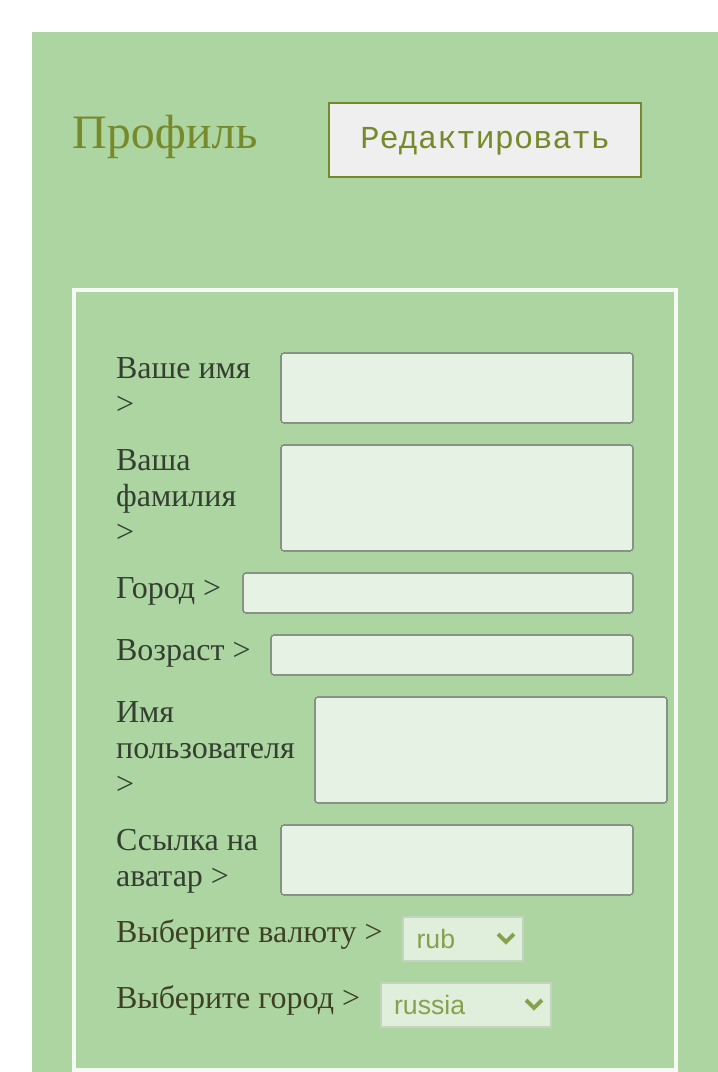 Профиль
Редактировать
Ваше имя
>
Ваша
фамилия
>
Город >
Возраст >
Имя
пользователя
>
Ссылка на
аватар >
Выберите валюту > rub
Выберите город > russia